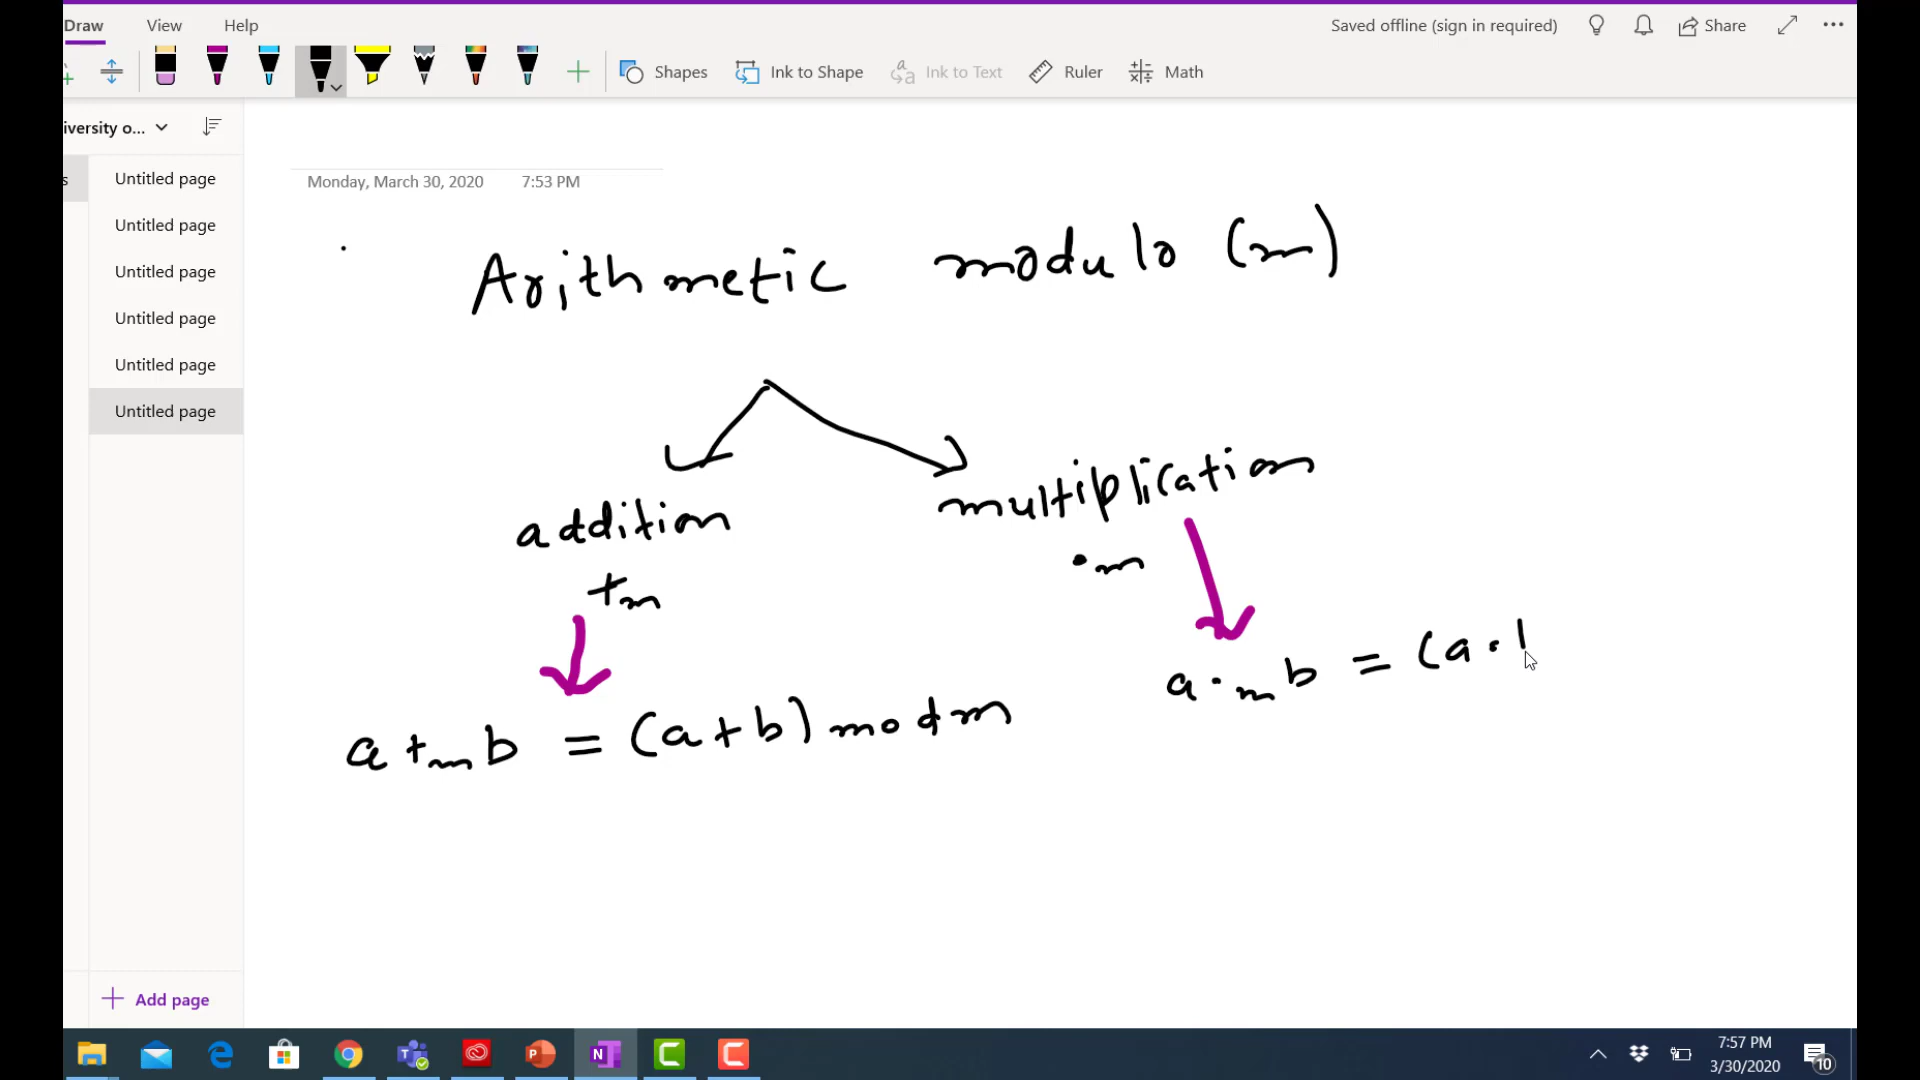 Draw View Help Saved offline (sign in required) Share
Shapes Ink to Shape Ink to Text Ruler Math
iversity o...
s Untitled page
Untitled page
Untitled page
Untitled page
Untitled page
Untitled page
Monday, March 30, 2020 7:53 PM
Arithmetic modulo (m)
addition multiplication
+m ·m
a +m b = (a + b) mod m
a ·m b = (a ·
Add page
7:57 PM
3/30/2020
10